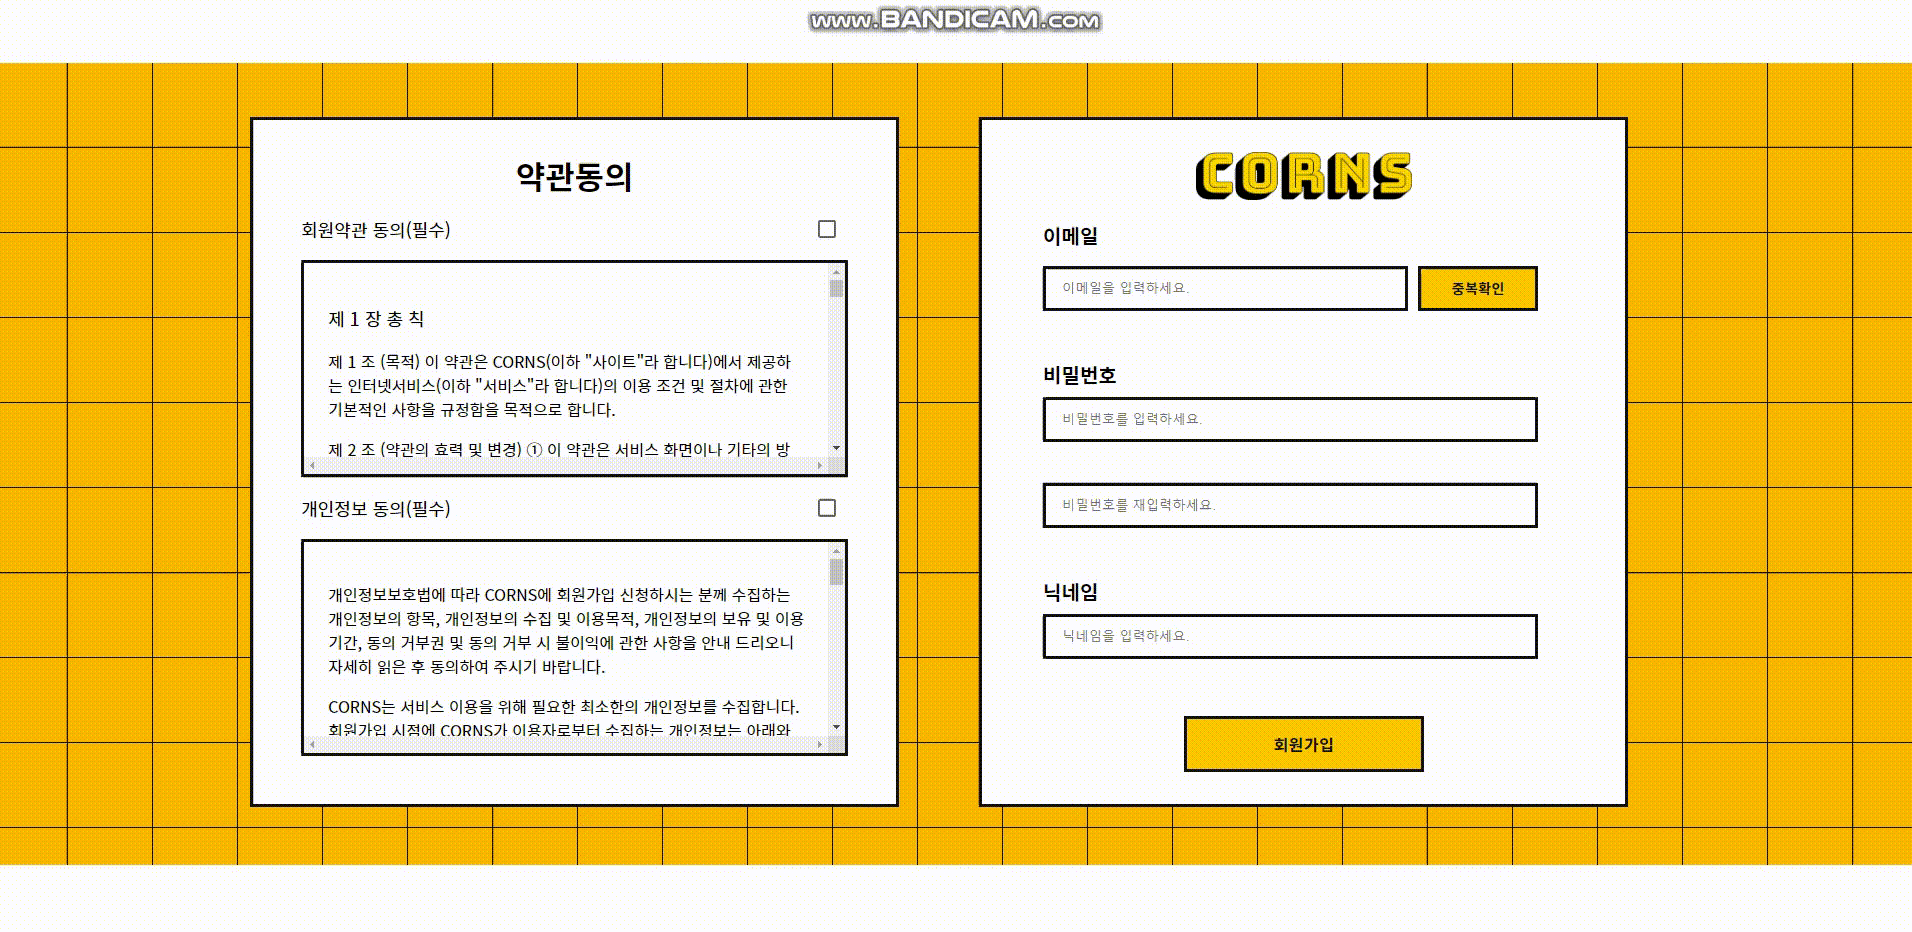 www.BANDICAM.com
약관동의
회원약관 동의(필수)
제 1 장 총 칙
제 1 조 (목적) 이 약관은 CORNS(이하 "사이트"라 합니다)에서 제공하
는 인터넷서비스(이하 "서비스"라 합니다)의 이용 조건 및 절차에 관한
기본적인 사항을 규정함을 목적으로 합니다.
제 2 조 (약관의 효력 및 변경) ① 이 약관은 서비스 화면이나 기타의 방
개인정보 동의(필수)
개인정보보호법에 따라 CORNS에 회원가입 신청하시는 분께 수집하는
개인정보의 항목, 개인정보의 수집 및 이용목적, 개인정보의 보유 및 이용
기간, 동의 거부권 및 동의 거부 시 불이익에 관한 사항을 안내 드리오니
자세히 읽은 후 동의하여 주시기 바랍니다.
CORNS는 서비스 이용을 위해 필요한 최소한의 개인정보를 수집합니다.
회원가입 시점에 CORNS가 이용자로부터 수집하는 개인정보는 아래와
CORNS
이메일
이메일을 입력하세요.
중복확인
비밀번호
비밀번호를 입력하세요.
비밀번호를 재입력하세요.
닉네임
닉네임을 입력하세요.
회원가입